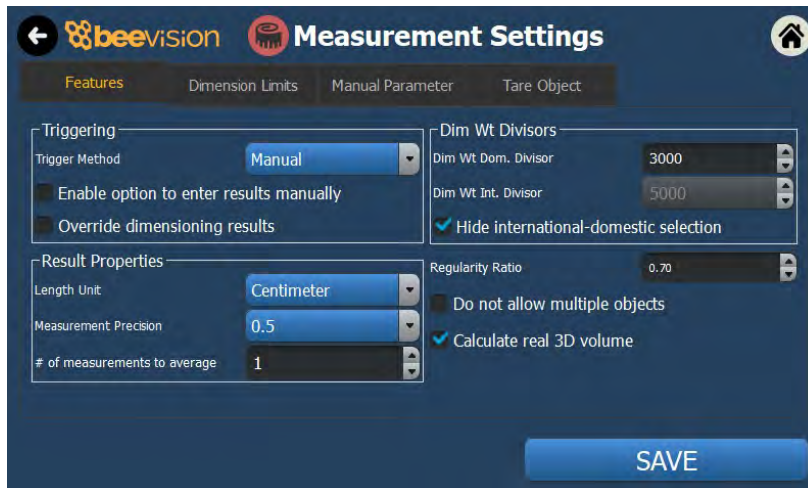 beevision Measurement Settings
Features Dimension Limits Manual Parameter Tare Object
Triggering
Trigger Method Manual
Enable option to enter results manually
Override dimensioning results
Result Properties
Length Unit Centimeter
Measurement Precision 0.5
# of measurements to average 1
Dim Wt Divisors
Dim Wt Dom. Divisor 3000
Dim Wt Int. Divisor 5000
Hide international-domestic selection
Regularity Ratio 0.70
Do not allow multiple objects
Calculate real 3D volume
SAVE